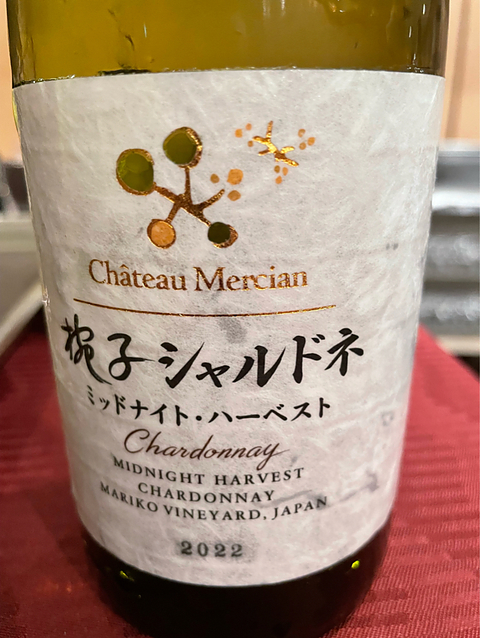 Château Mercian
椀子シャルドネ
ミッドナイト・ハーベスト
Chardonnay
MIDNIGHT HARVEST
CHARDONNAY
MARIKO VINEYARD, JAPAN
2022